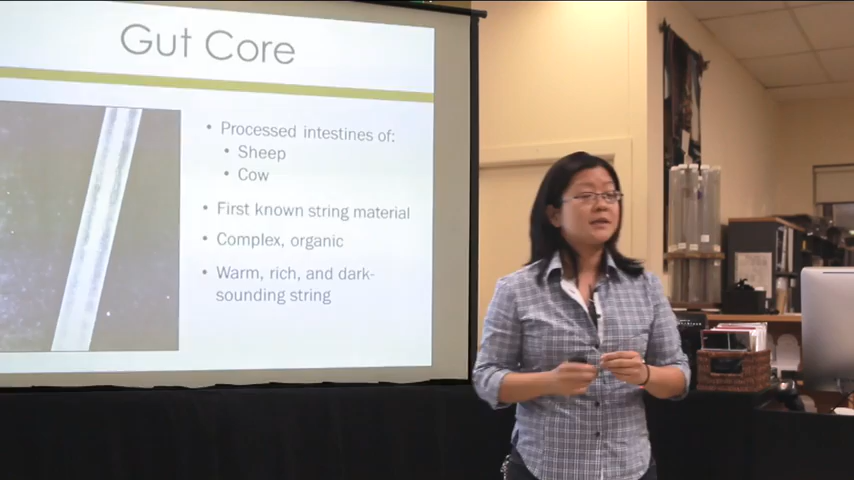 Gut Core
• Processed intestines of:
• Sheep
• Cow
• First known string material
• Complex, organic
• Warm, rich, and dark-
sounding string